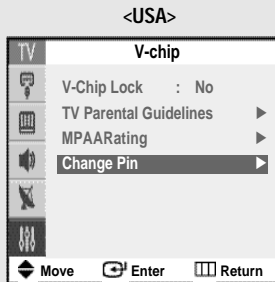 <USA>
TV
V-chip
V-Chip Lock : No
TV Parental Guidelines
MPAARating
Change Pin
Move Enter Return